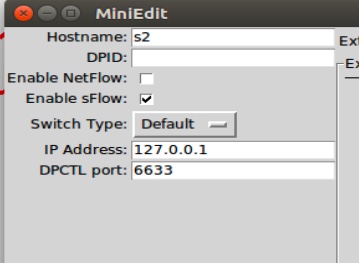 MiniEdit
Hostname: s2
Ext
DPID:
Enable NetFlow:
Enable sFlow:
Switch Type: Default
IP Address: 127.0.0.1
DPCTL port: 6633